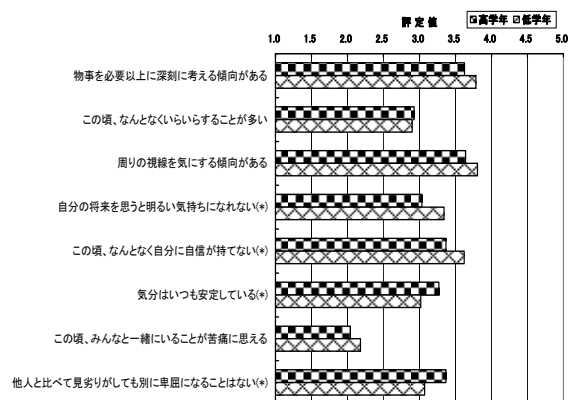 評定値
高学年 低学年
1.0 1.5 2.0 2.5 3.0 3.5 4.0 4.5 5.0
物事を必要以上に深刻に考える傾向がある
この頃、なんとなくいらいらすることが多い
周りの視線を気にする傾向がある
自分の将来を思うと明るい気持ちになれない(*)
この頃、なんとなく自分に自信が持てない(*)
気分はいつも安定している(*)
この頃、みんなと一緒にいることが苦痛に思える
他人と比べて見劣りがしても別に卑屈になることはない(*)